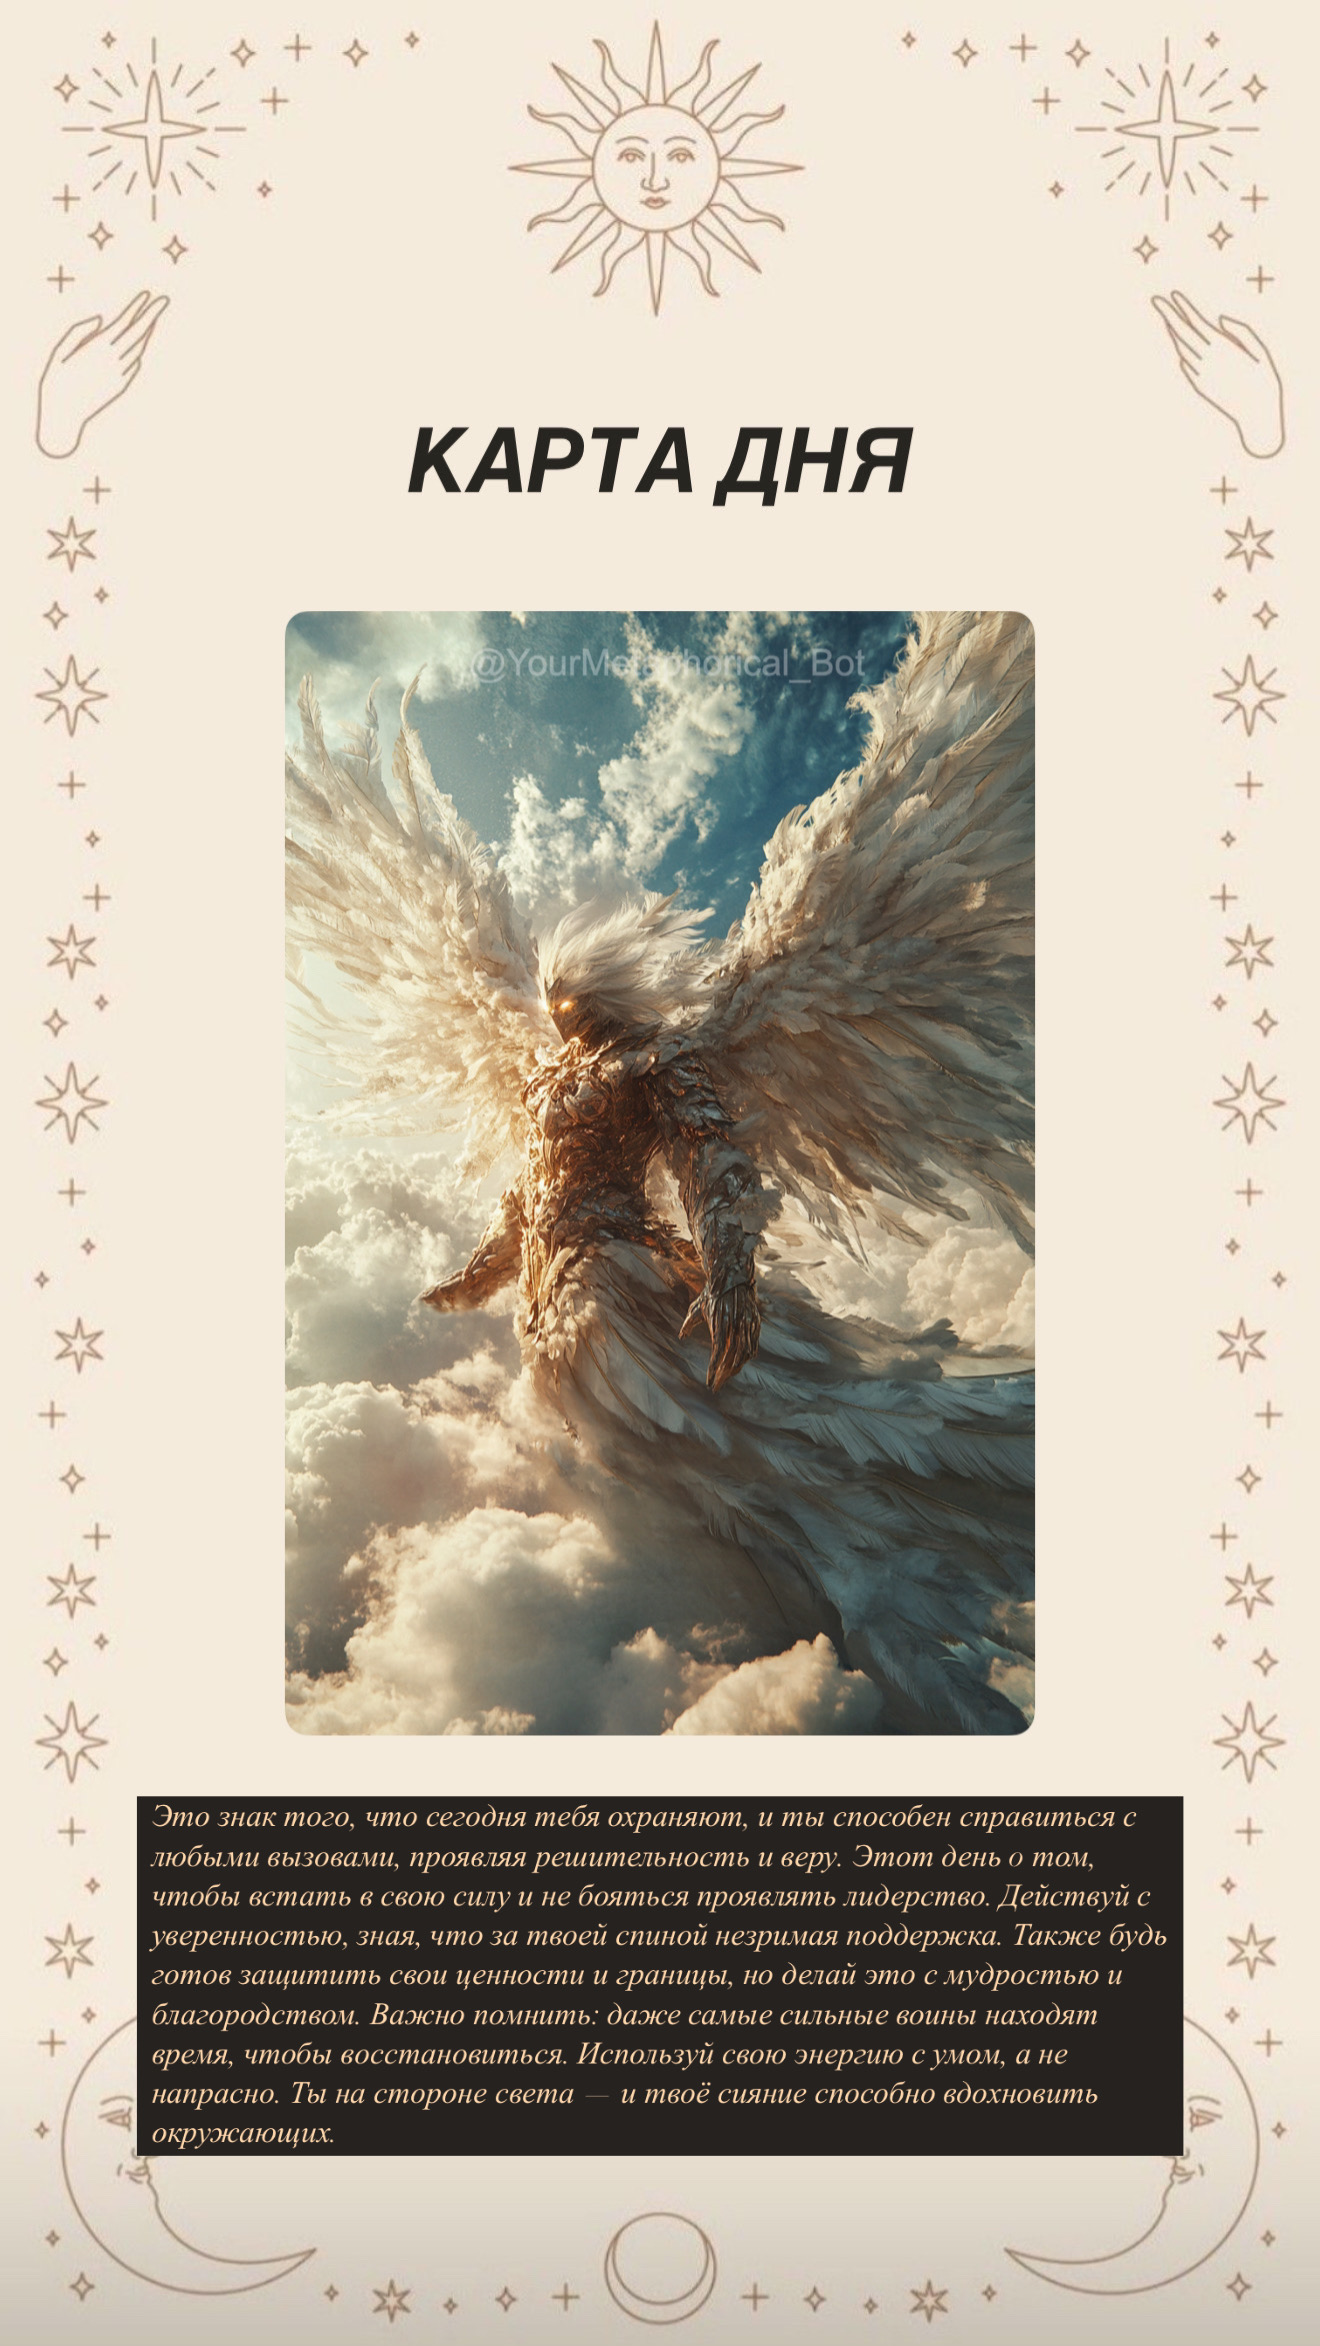 КАРТА ДНЯ
@YourMetaphorical_Bot
Это знак того, что сегодня тебя охраняют, и ты способен справиться с
любыми вызовами, проявляя решительность и веру. Этот день о том,
чтобы встать в свою силу и не бояться проявлять лидерство. Действуй с
уверенностью, зная, что за твоей спиной незримая поддержка. Также будь
готов защитить свои ценности и границы, но делай это с мудростью и
благородством. Важно помнить: даже самые сильные воины находят
время, чтобы восстановиться. Используй свою энергию с умом, а не
напрасно. Ты на стороне света — и твоё сияние способно вдохновить
окружающих.